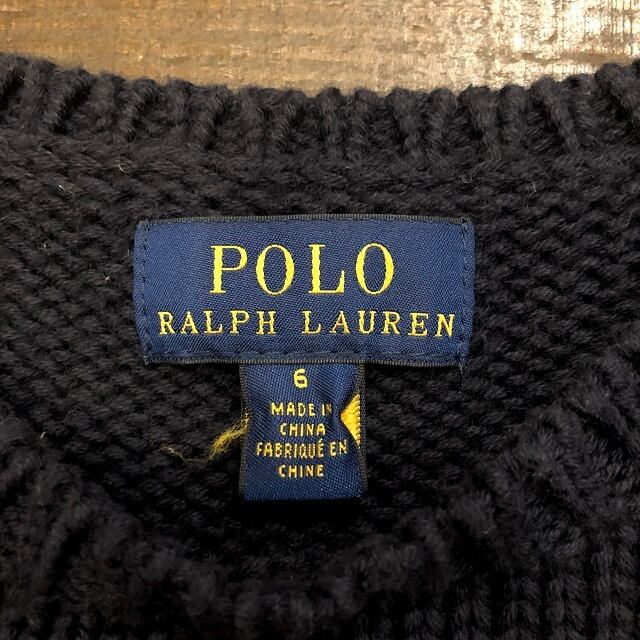 POLO
RALPH LAUREN
6
MADE IN
CHINA
FABRIQUÉ EN
CHINE